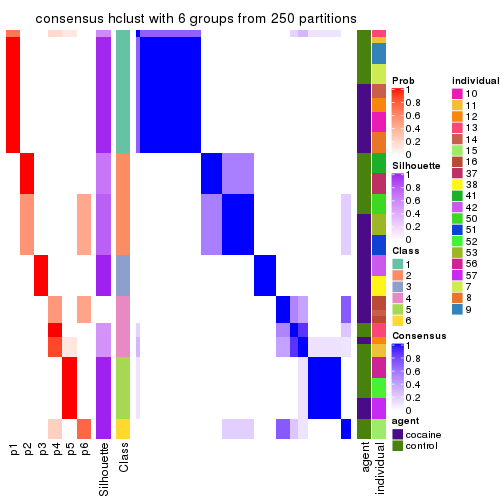 consensus hclust with 6 groups from 250 partitions
p1
p2
p3
p4
p5
p6
Silhouette
Class
agent
individual
Prob
1
0.8
0.6
0.4
0.2
0
Silhouette
1
0.8
0.6
0.4
0.2
0
Class
1
2
3
4
5
6
Consensus
1
0.8
0.6
0.4
0.2
0
agent
cocaine
control
individual
10
11
12
13
14
15
16
37
38
41
42
50
51
52
53
56
57
7
8
9